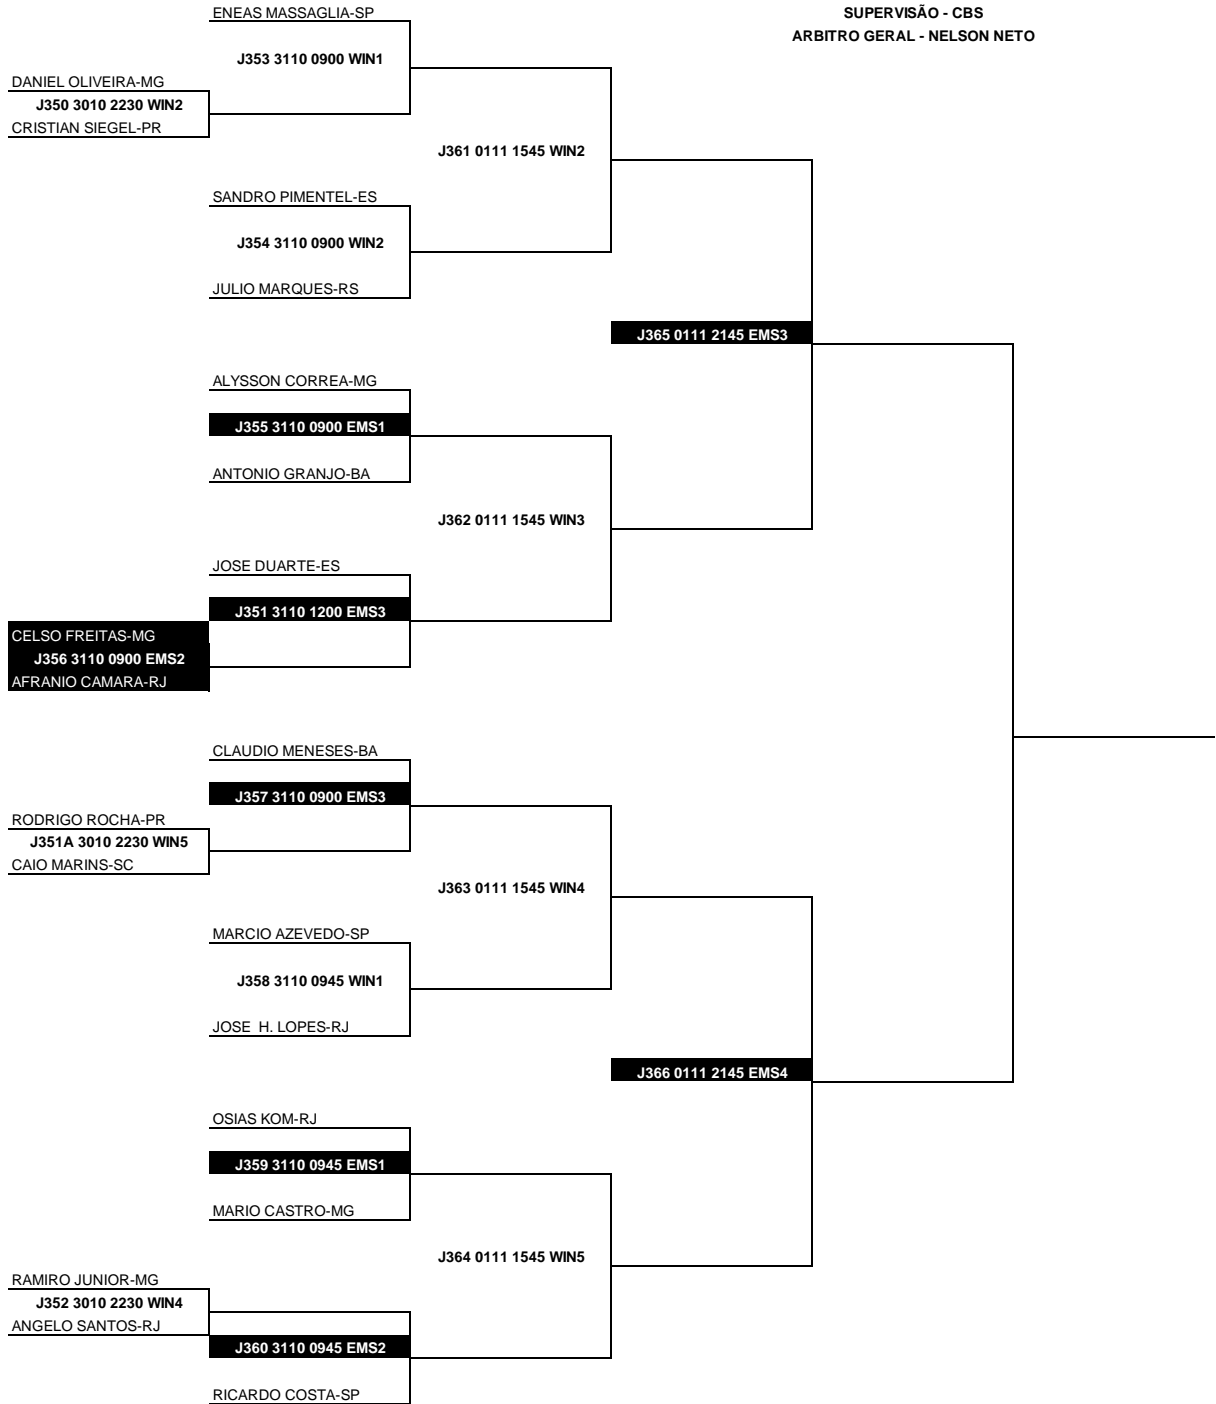 ENEAS MASSAGLIA-SP
SUPERVISÃO - CBS
ARBITRO GERAL - NELSON NETO
J353 3110 0900 WIN1
DANIEL OLIVEIRA-MG
J350 3010 2230 WIN2
CRISTIAN SIEGEL-PR
J361 0111 1545 WIN2
SANDRO PIMENTEL-ES
J354 3110 0900 WIN2
JULIO MARQUES-RS
J365 0111 2145 EMS3
ALYSSON CORREA-MG
J355 3110 0900 EMS1
ANTONIO GRANJO-BA
J362 0111 1545 WIN3
JOSE DUARTE-ES
J351 3110 1200 EMS3
CELSO FREITAS-MG
J356 3110 0900 EMS2
AFRANIO CAMARA-RJ
CLAUDIO MENESES-BA
J357 3110 0900 EMS3
RODRIGO ROCHA-PR
J351A 3010 2230 WIN5
CAIO MARINS-SC
J363 0111 1545 WIN4
MARCIO AZEVEDO-SP
J358 3110 0945 WIN1
JOSE  H. LOPES-RJ
J366 0111 2145 EMS4
OSIAS KOM-RJ
J359 3110 0945 EMS1
MARIO CASTRO-MG
J364 0111 1545 WIN5
RAMIRO JUNIOR-MG
J352 3010 2230 WIN4
ANGELO SANTOS-RJ
J360 3110 0945 EMS2
RICARDO COSTA-SP